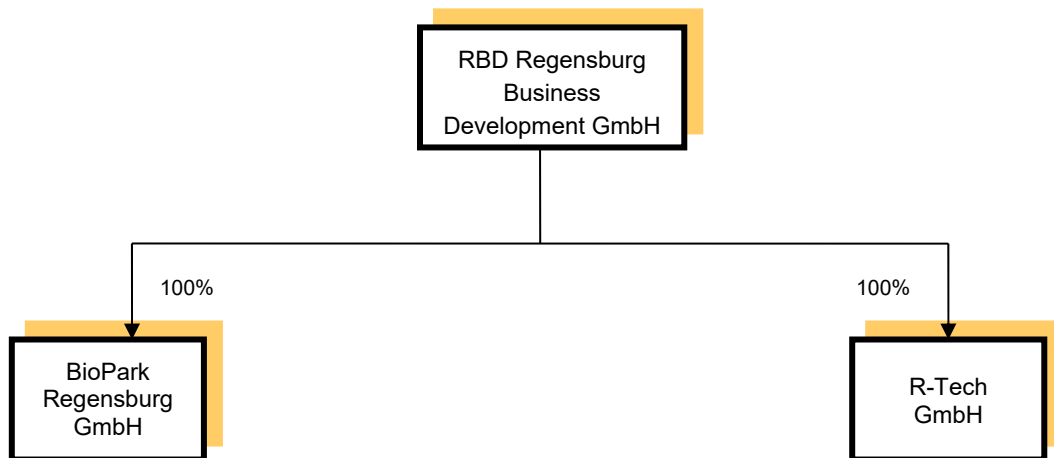 RBD Regensburg
Business
Development GmbH
100%
100%
BioPark
Regensburg
GmbH
R-Tech
GmbH